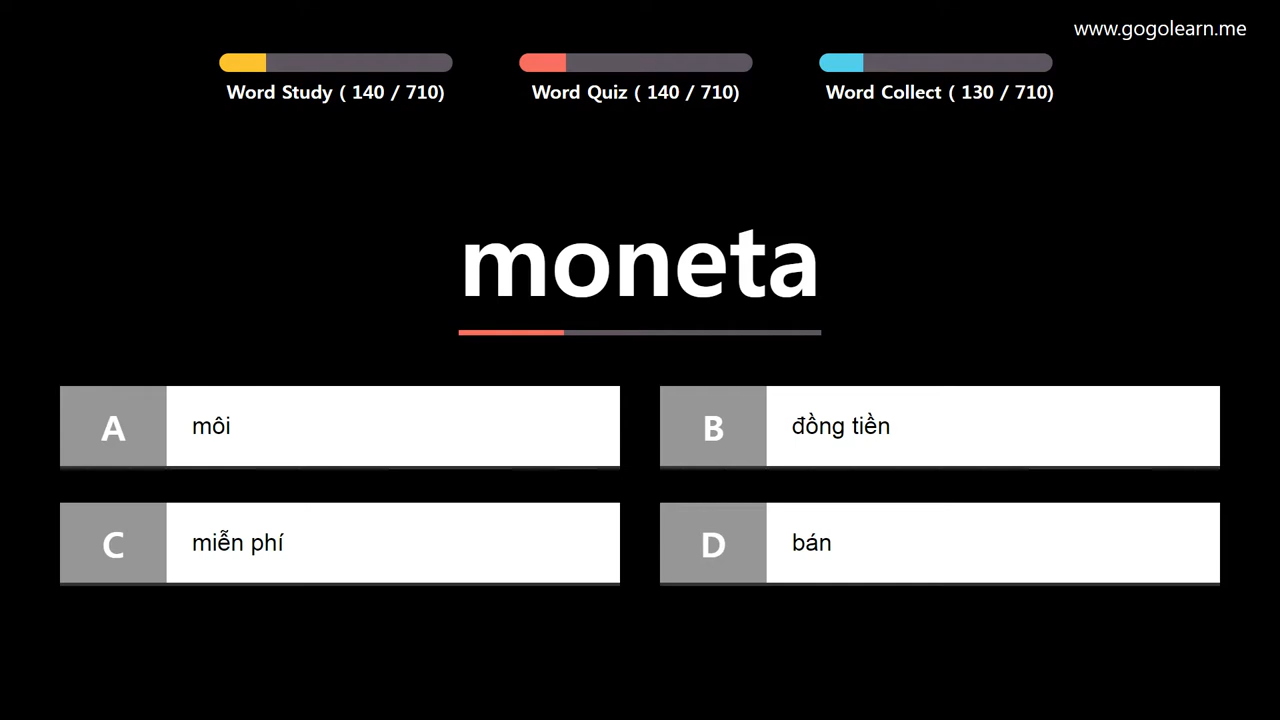 www.gogolearn.me
Word Study ( 140 / 710)
Word Quiz ( 140 / 710)
Word Collect ( 130 / 710)
moneta
A môi
B đồng tiền
C miễn phí
D bán